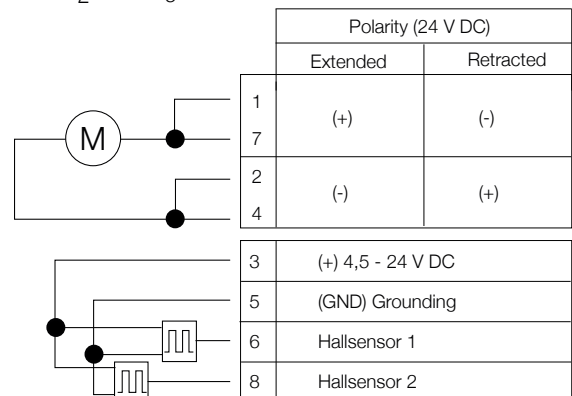 2
Polarity (24 V DC)
Extended Retracted
M
1
7
(+) (-)
2
4
(-) (+)
3 (+) 4,5 - 24 V DC
5 (GND) Grounding
6 Hallsensor 1
8 Hallsensor 2